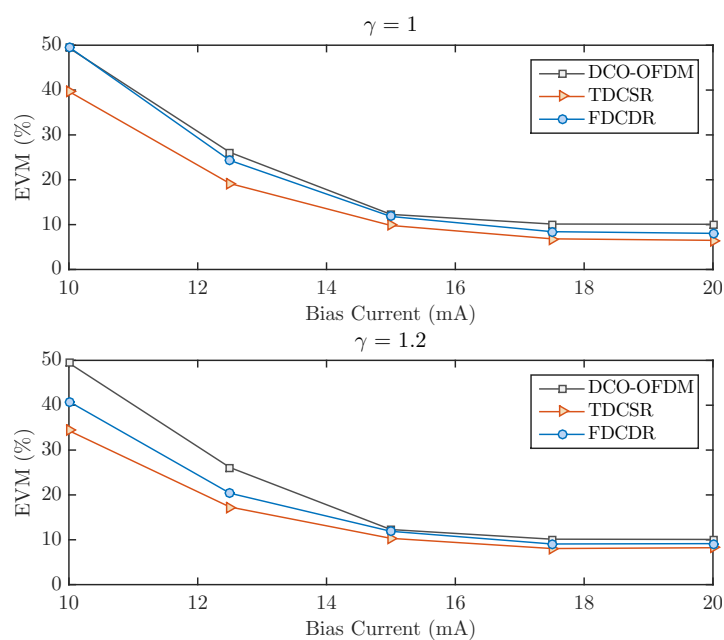 γ = 1
50
40
30
20
10
0
EVM (%)
DCO-OFDM
TDCSR
FDCDR
10 12 14 16 18 20
Bias Current (mA)
γ = 1.2
50
40
30
20
10
0
EVM (%)
DCO-OFDM
TDCSR
FDCDR
10 12 14 16 18 20
Bias Current (mA)